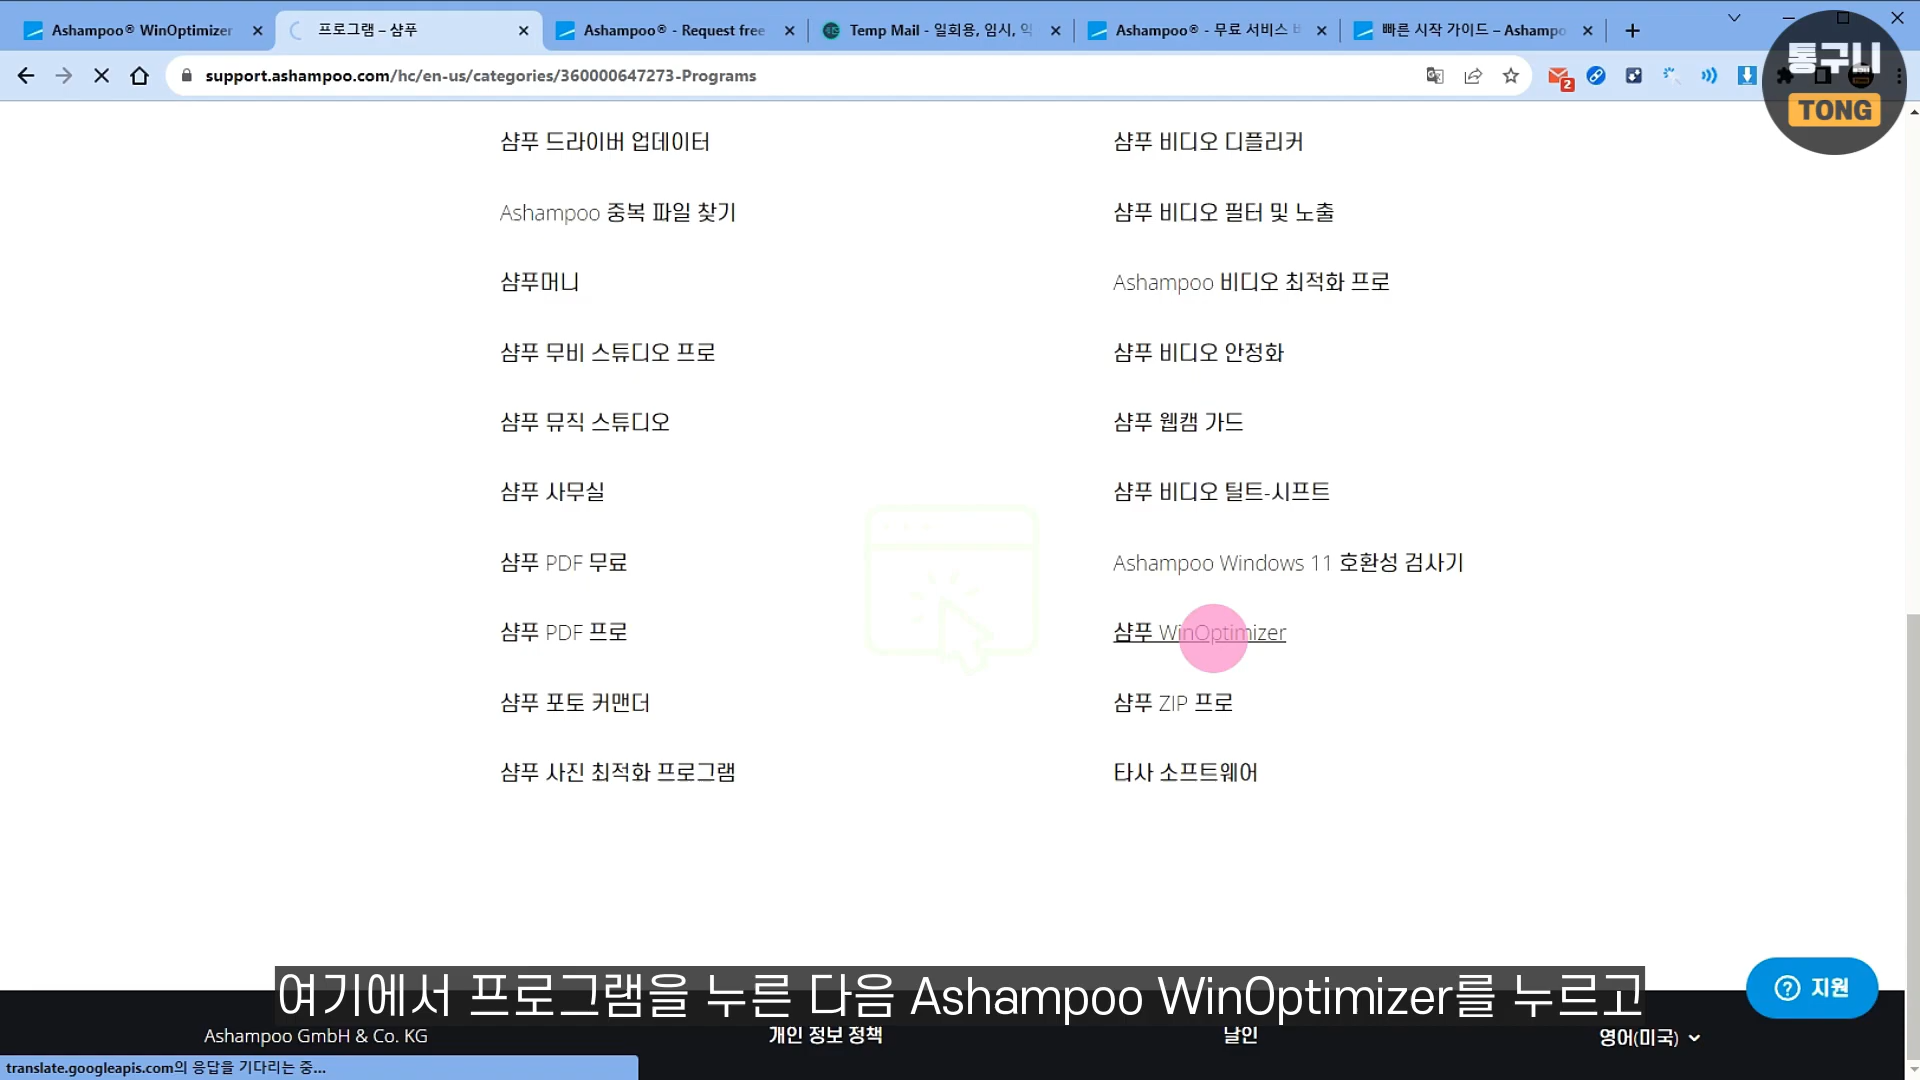 Ashampoo® WinOptimizer
프로그램 – 샴푸
Ashampoo® - Request free
Temp Mail - 일회용, 임시, 익
Ashampoo® - 무료 서비스
빠른 시작 가이드 – Ashampo
support.ashampoo.com/hc/en-us/categories/360000647273-Programs
2
통구니
TONG
샴푸 드라이버 업데이터
샴푸 비디오 디플리커
Ashampoo 중복 파일 찾기
샴푸 비디오 필터 및 노출
샴푸머니
Ashampoo 비디오 최적화 프로
샴푸 무비 스튜디오 프로
샴푸 비디오 안정화
샴푸 뮤직 스튜디오
샴푸 웹캠 가드
샴푸 사무실
샴푸 비디오 틸트-시프트
샴푸 PDF 무료
Ashampoo Windows 11 호환성 검사기
샴푸 PDF 프로
샴푸 WinOptimizer
샴푸 포토 커맨더
샴푸 ZIP 프로
샴푸 사진 최적화 프로그램
타사 소프트웨어
지원
여기에서 프로그램을 누른 다음 Ashampoo WinOptimizer를 누르고
Ashampoo GmbH & Co. KG
개인 정보 정책
날인
영어(미국)
translate.googleapis.com의 응답을 기다리는 중...